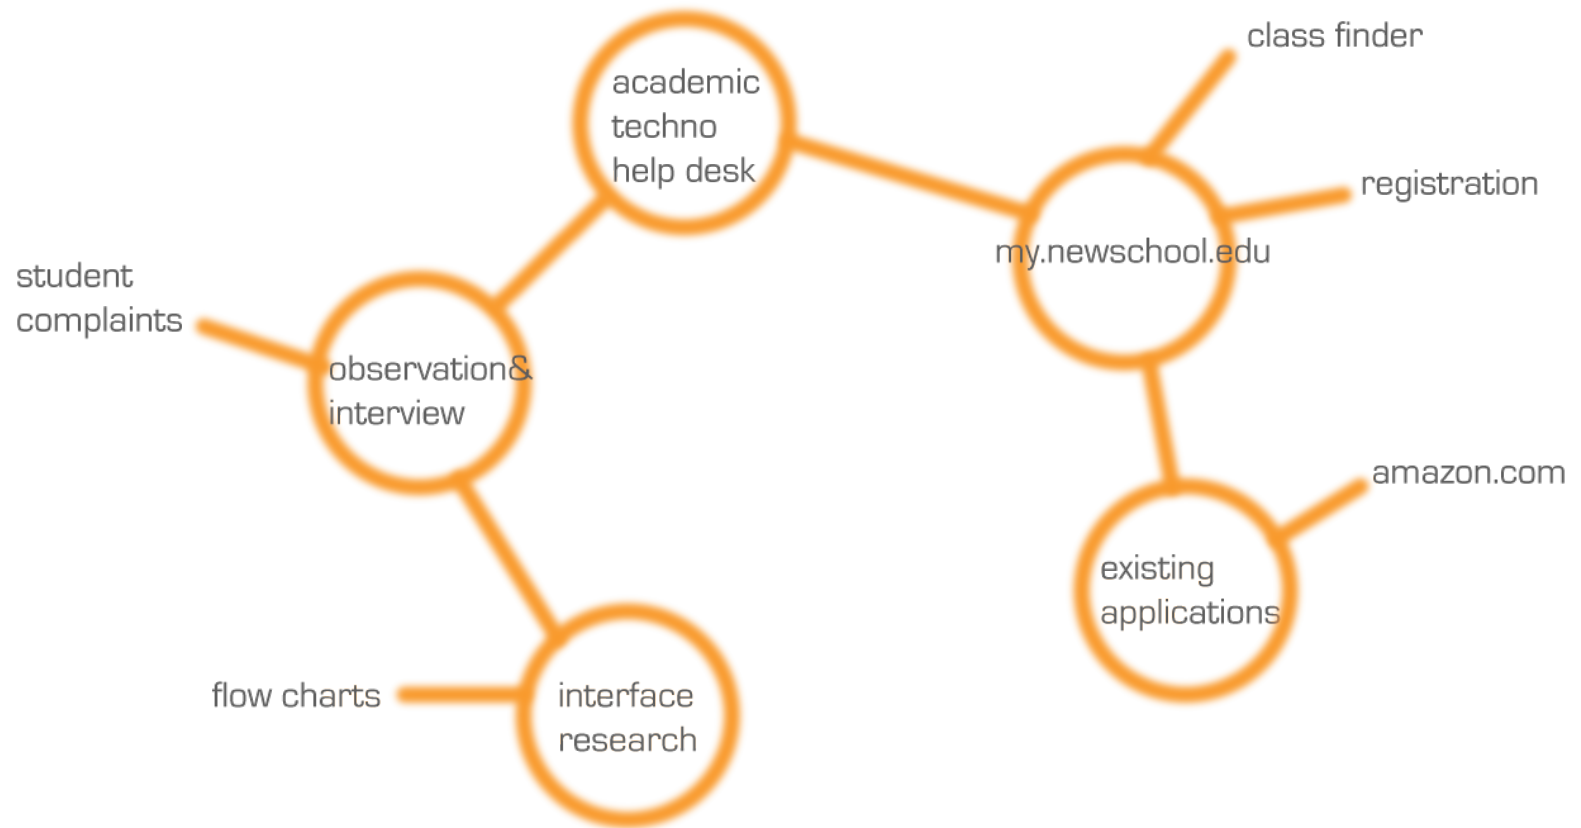 class finder
academic
techno
help desk
registration
my.newschool.edu
student
complaints
observation&
interview
amazon.com
existing
applications
flow charts
interface
research